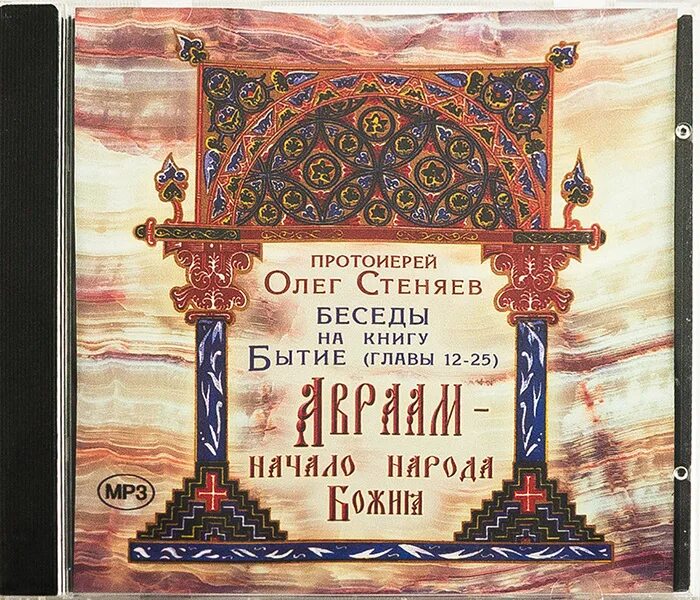 ПРОТОИЕРЕЙ
ОЛЕГ СТЕНЯЕВ
БЕСЕДЫ
НА КНИГУ
БЫТИЕ (ГЛАВЫ 12-25)
АВРААМ -
НАЧАЛО НАРОДА
БОЖИЯ
MP3